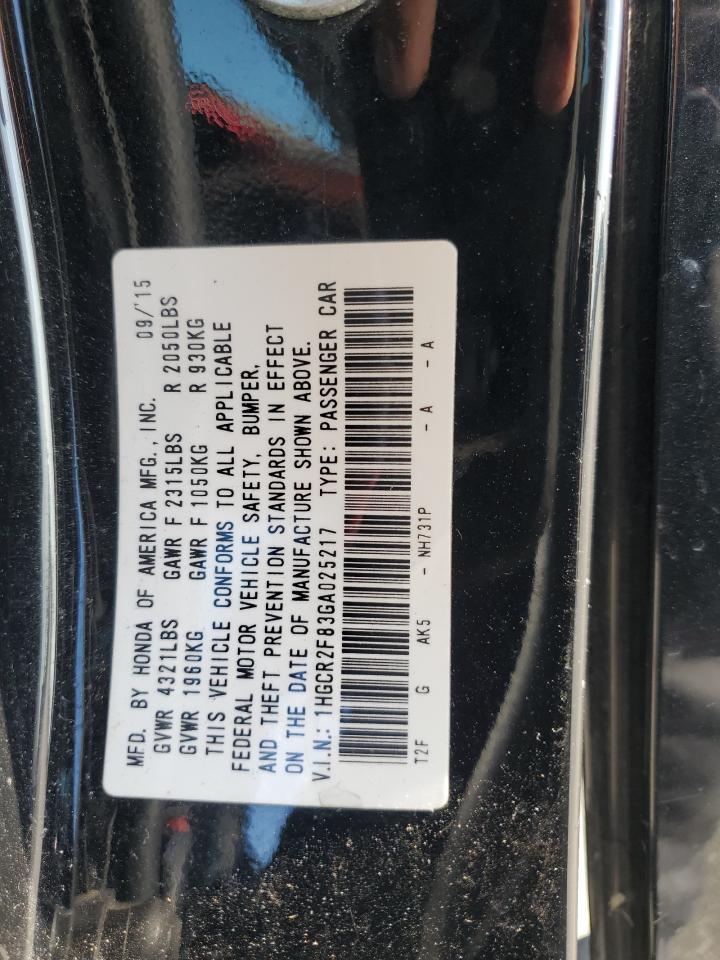 MFD. BY HONDA OF AMERICA MFG., INC. 09/'15
GVWR 4321LBS GAWR F 2315LBS R 2050LBS
GVWR 1960KG GAWR F 1050KG R 930KG
THIS VEHICLE CONFORMS TO ALL APPLICABLE
FEDERAL MOTOR VEHICLE SAFETY, BUMPER,
AND THEFT PREVENTION STANDARDS IN EFFECT
ON THE DATE OF MANUFACTURE SHOWN ABOVE.
V.I.N.: 1HGCR2F83GA025217 TYPE: PASSENGER CAR
T2F G AK5 - NH731P - A - A